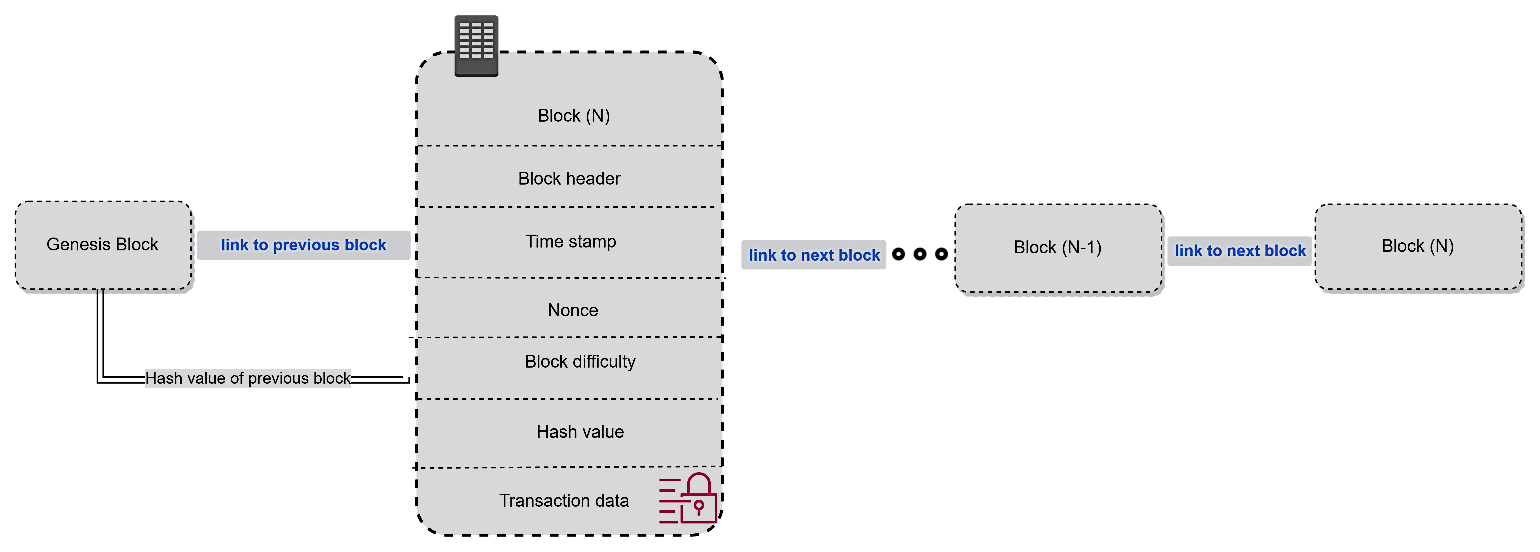 Block (N)
Block header
Genesis Block
link to previous block
Time stamp
link to next block
Block (N-1)
link to next block
Block (N)
Nonce
Block difficulty
Hash value of previous block
Hash value
Transaction data